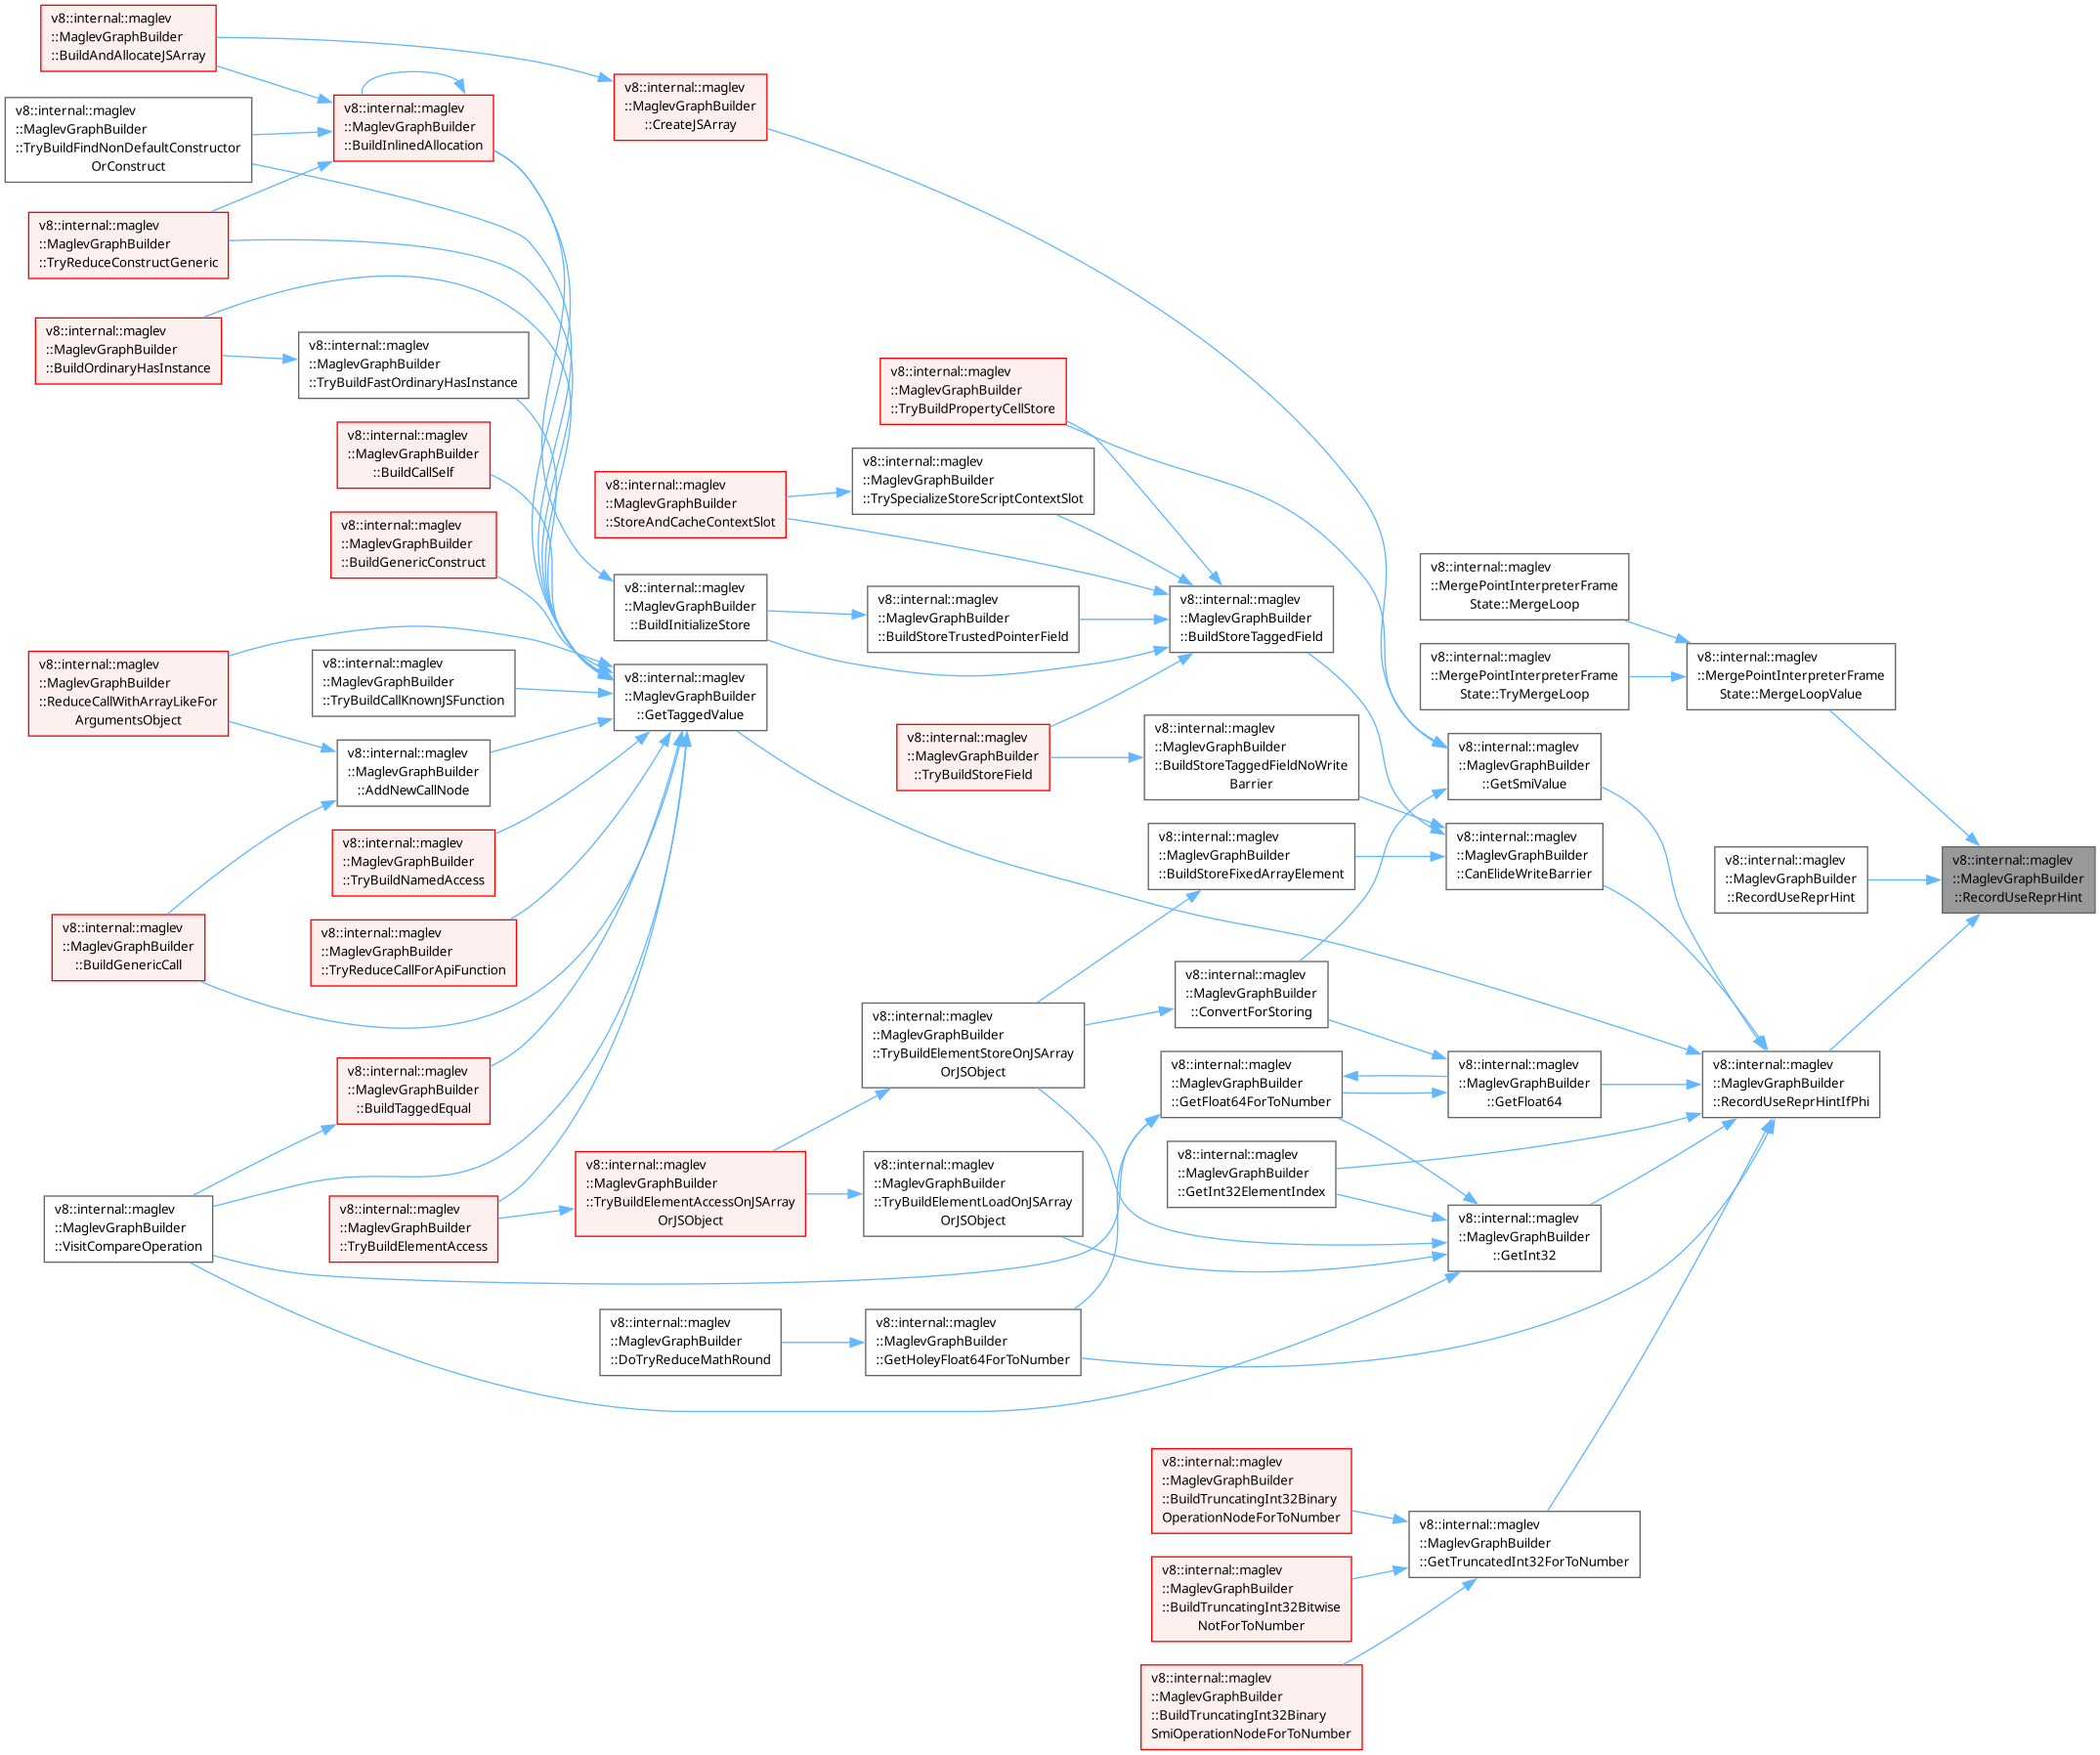 v8::internal::maglev
::MaglevGraphBuilder
::BuildAndAllocateJSArray
v8::internal::maglev
::MaglevGraphBuilder
::TryBuildFindNonDefaultConstructor
OrConstruct
v8::internal::maglev
::MaglevGraphBuilder
::TryReduceConstructGeneric
v8::internal::maglev
::MaglevGraphBuilder
::BuildOrdinaryHasInstance
v8::internal::maglev
::MaglevGraphBuilder
::ReduceCallWithArrayLikeFor
ArgumentsObject
v8::internal::maglev
::MaglevGraphBuilder
::BuildGenericCall
v8::internal::maglev
::MaglevGraphBuilder
::VisitCompareOperation
v8::internal::maglev
::MaglevGraphBuilder
::BuildInlinedAllocation
v8::internal::maglev
::MaglevGraphBuilder
::TryBuildFastOrdinaryHasInstance
v8::internal::maglev
::MaglevGraphBuilder
::BuildCallSelf
v8::internal::maglev
::MaglevGraphBuilder
::BuildGenericConstruct
v8::internal::maglev
::MaglevGraphBuilder
::TryBuildCallKnownJSFunction
v8::internal::maglev
::MaglevGraphBuilder
::AddNewCallNode
v8::internal::maglev
::MaglevGraphBuilder
::TryBuildNamedAccess
v8::internal::maglev
::MaglevGraphBuilder
::TryReduceCallForApiFunction
v8::internal::maglev
::MaglevGraphBuilder
::BuildTaggedEqual
v8::internal::maglev
::MaglevGraphBuilder
::TryBuildElementAccess
v8::internal::maglev
::MaglevGraphBuilder
::CreateJSArray
v8::internal::maglev
::MaglevGraphBuilder
::StoreAndCacheContextSlot
v8::internal::maglev
::MaglevGraphBuilder
::BuildInitializeStore
v8::internal::maglev
::MaglevGraphBuilder
::GetTaggedValue
v8::internal::maglev
::MaglevGraphBuilder
::TryBuildElementAccessOnJSArray
OrJSObject
v8::internal::maglev
::MaglevGraphBuilder
::DoTryReduceMathRound
v8::internal::maglev
::MaglevGraphBuilder
::TryBuildPropertyCellStore
v8::internal::maglev
::MaglevGraphBuilder
::TrySpecializeStoreScriptContextSlot
v8::internal::maglev
::MaglevGraphBuilder
::BuildStoreTrustedPointerField
v8::internal::maglev
::MaglevGraphBuilder
::TryBuildStoreField
v8::internal::maglev
::MaglevGraphBuilder
::TryBuildElementStoreOnJSArray
OrJSObject
v8::internal::maglev
::MaglevGraphBuilder
::TryBuildElementLoadOnJSArray
OrJSObject
v8::internal::maglev
::MaglevGraphBuilder
::GetHoleyFloat64ForToNumber
v8::internal::maglev
::MaglevGraphBuilder
::BuildStoreTaggedField
v8::internal::maglev
::MaglevGraphBuilder
::BuildStoreTaggedFieldNoWrite
Barrier
v8::internal::maglev
::MaglevGraphBuilder
::BuildStoreFixedArrayElement
v8::internal::maglev
::MaglevGraphBuilder
::ConvertForStoring
v8::internal::maglev
::MaglevGraphBuilder
::GetFloat64ForToNumber
v8::internal::maglev
::MaglevGraphBuilder
::GetInt32ElementIndex
v8::internal::maglev
::MaglevGraphBuilder
::BuildTruncatingInt32Binary
OperationNodeForToNumber
v8::internal::maglev
::MaglevGraphBuilder
::BuildTruncatingInt32Bitwise
NotForToNumber
v8::internal::maglev
::MaglevGraphBuilder
::BuildTruncatingInt32Binary
SmiOperationNodeForToNumber
v8::internal::maglev
::MergePointInterpreterFrame
State::MergeLoop
v8::internal::maglev
::MergePointInterpreterFrame
State::TryMergeLoop
v8::internal::maglev
::MaglevGraphBuilder
::GetSmiValue
v8::internal::maglev
::MaglevGraphBuilder
::CanElideWriteBarrier
v8::internal::maglev
::MaglevGraphBuilder
::GetFloat64
v8::internal::maglev
::MaglevGraphBuilder
::GetInt32
v8::internal::maglev
::MaglevGraphBuilder
::GetTruncatedInt32ForToNumber
v8::internal::maglev
::MergePointInterpreterFrame
State::MergeLoopValue
v8::internal::maglev
::MaglevGraphBuilder
::RecordUseReprHint
v8::internal::maglev
::MaglevGraphBuilder
::RecordUseReprHintIfPhi
v8::internal::maglev
::MaglevGraphBuilder
::RecordUseReprHint